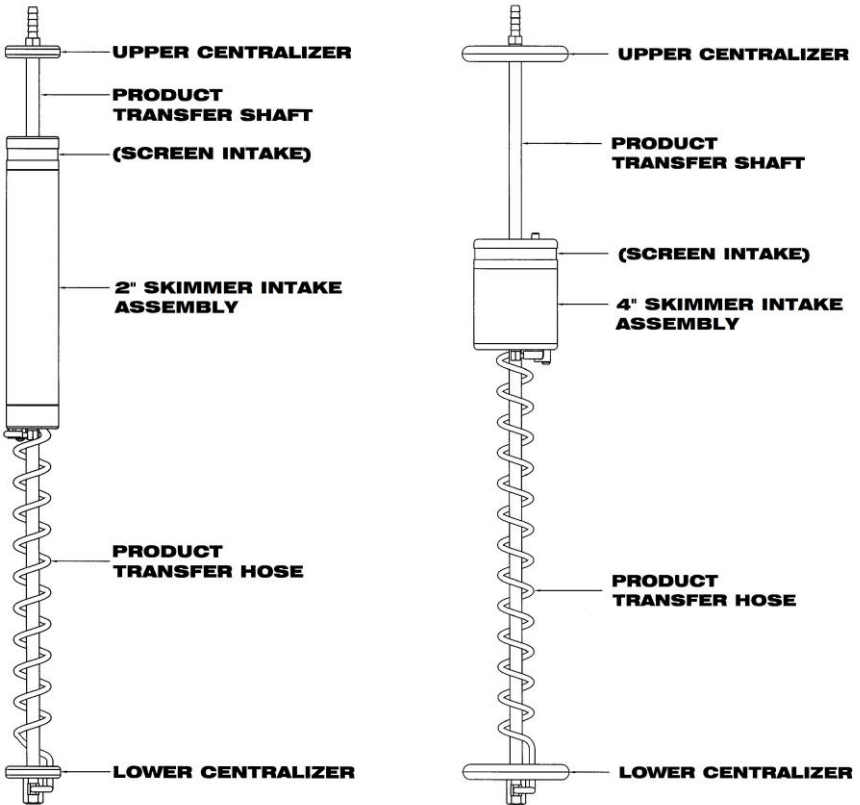 UPPER CENTRALIZER
PRODUCT
TRANSFER SHAFT
(SCREEN INTAKE)
2" SKIMMER INTAKE
ASSEMBLY
PRODUCT
TRANSFER HOSE
LOWER CENTRALIZER
UPPER CENTRALIZER
PRODUCT
TRANSFER SHAFT
(SCREEN INTAKE)
4" SKIMMER INTAKE
ASSEMBLY
PRODUCT
TRANSFER HOSE
LOWER CENTRALIZER